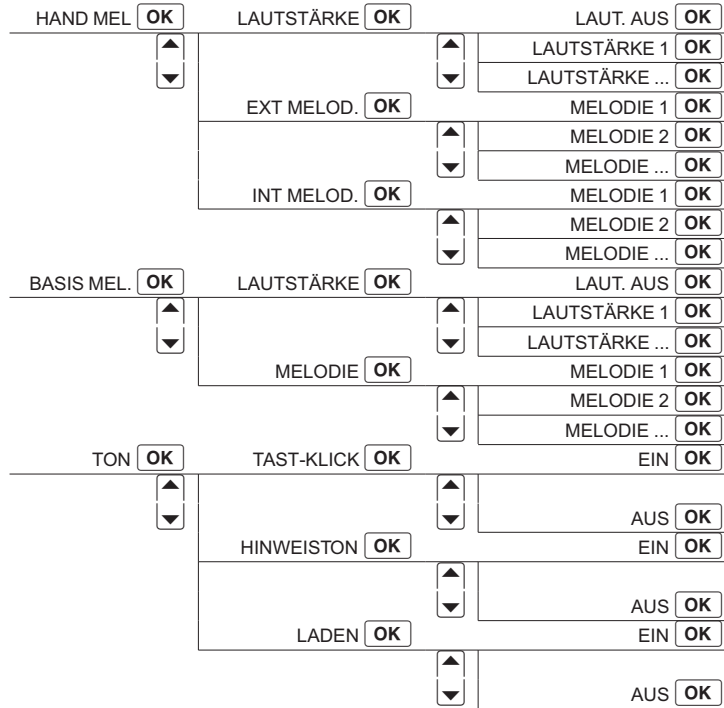 HAND MEL OK LAUTSTÄRKE OK LAUT. AUS OK
LAUTSTÄRKE 1 OK
LAUTSTÄRKE ... OK
EXT MELOD. OK MELODIE 1 OK
MELODIE 2 OK
MELODIE ... OK
INT MELOD. OK MELODIE 1 OK
MELODIE 2 OK
MELODIE ... OK
BASIS MEL. OK LAUTSTÄRKE OK LAUT. AUS OK
LAUTSTÄRKE 1 OK
LAUTSTÄRKE ... OK
MELODIE OK MELODIE 1 OK
MELODIE 2 OK
MELODIE ... OK
TON OK TAST-KLICK OK EIN OK
AUS OK
HINWEISTON OK EIN OK
AUS OK
LADEN OK EIN OK
AUS OK